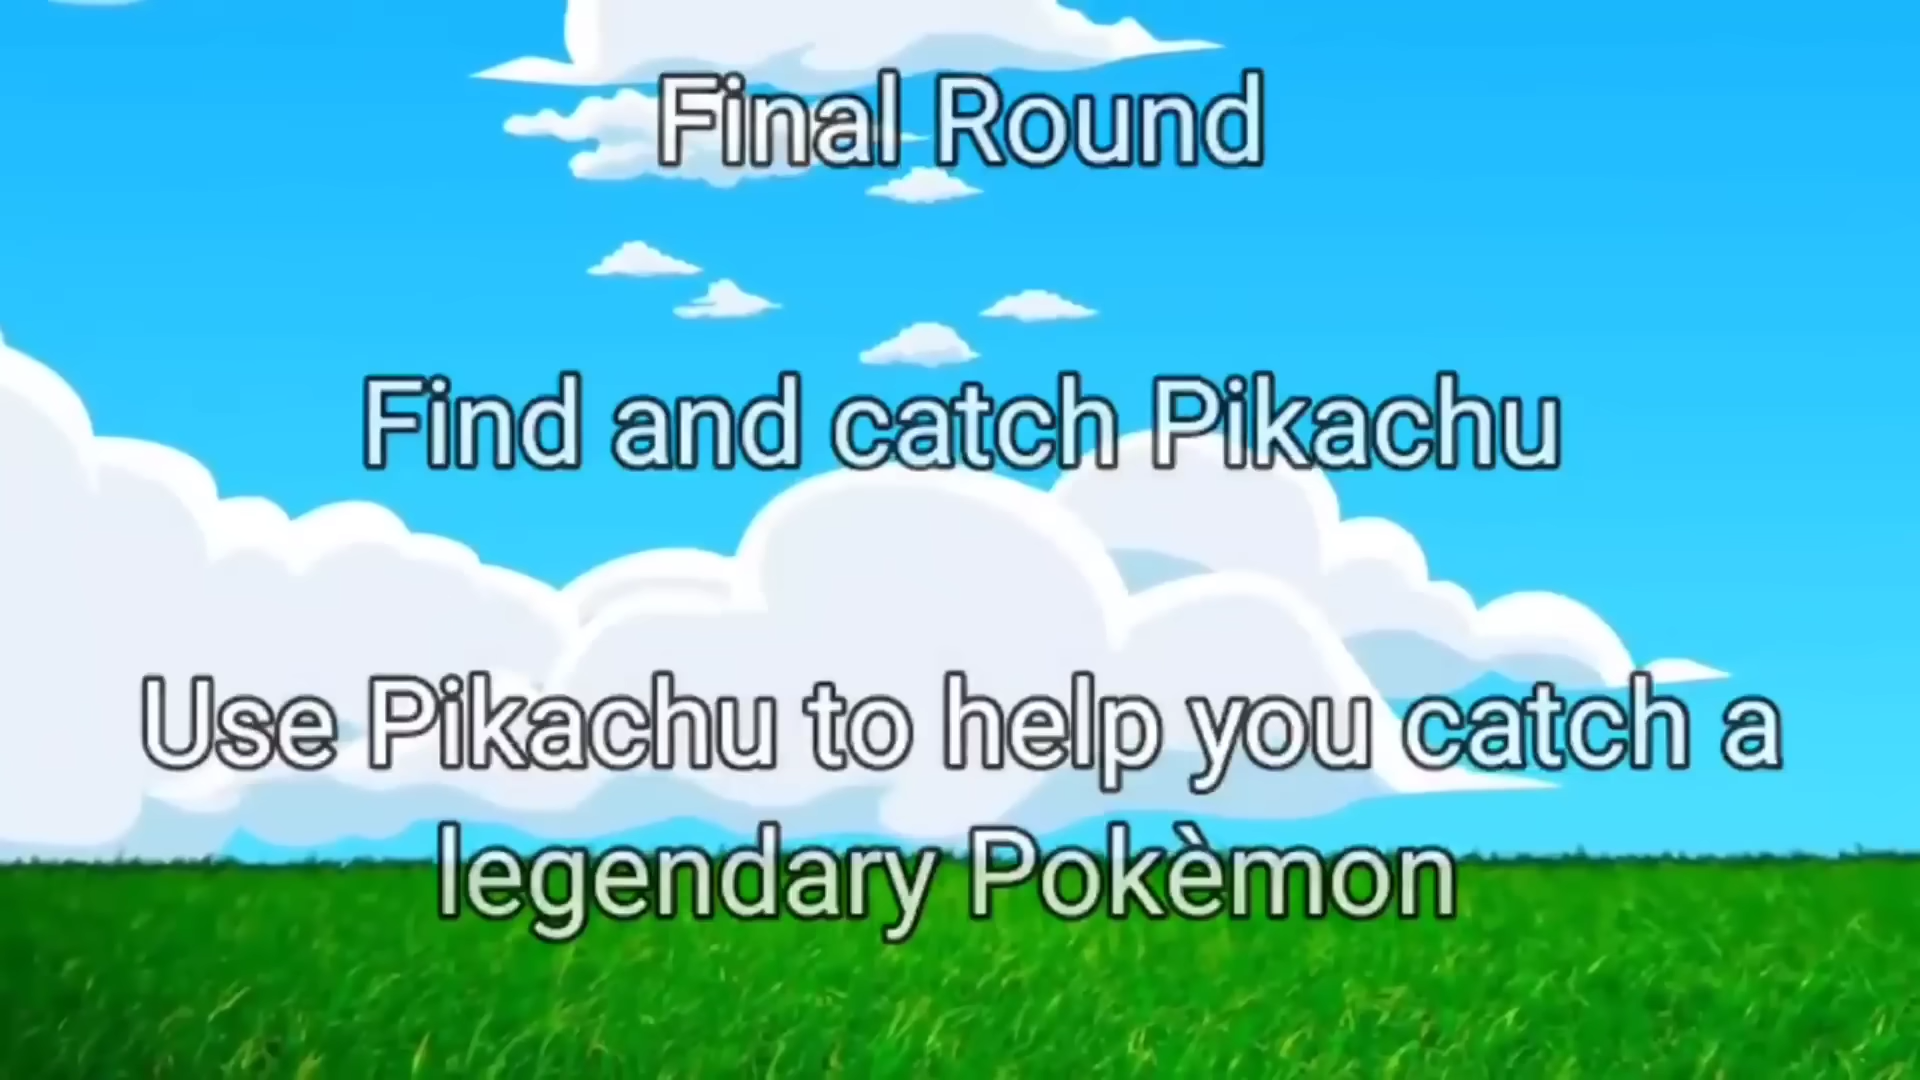 Final Round
Find and catch Pikachu
Use Pikachu to help you catch a
legendary Pokèmon